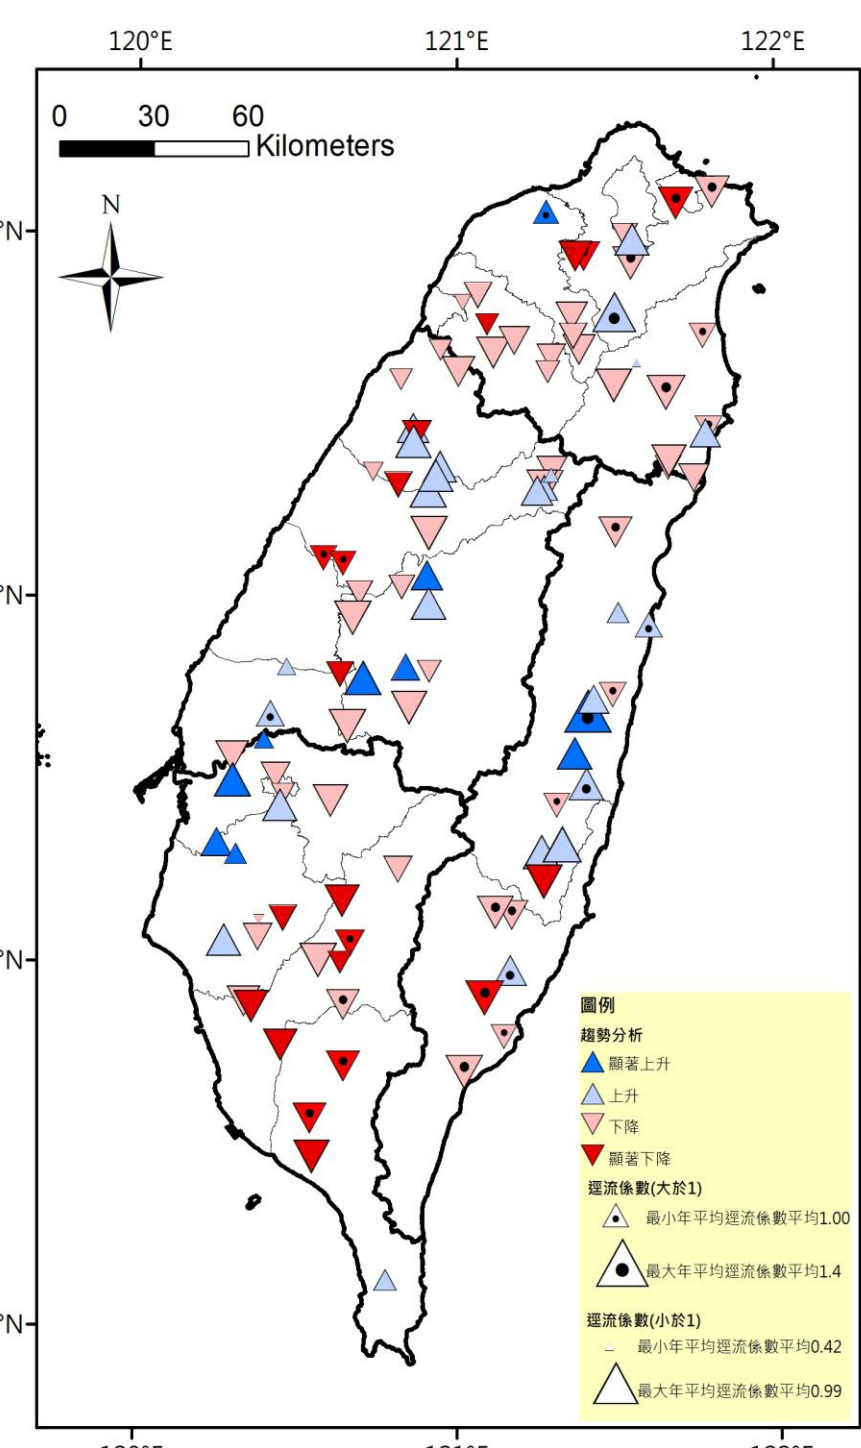 120°E 121°E 122°E
0 30 60
Kilometers
N
°N
°N
°N
°N
圖例
趨勢分析
顯著上升
上升
下降
顯著下降
逕流係數(大於1)
最小年平均逕流係數平均1.00
最大年平均逕流係數平均1.4
逕流係數(小於1)
最小年平均逕流係數平均0.42
最大年平均逕流係數平均0.99